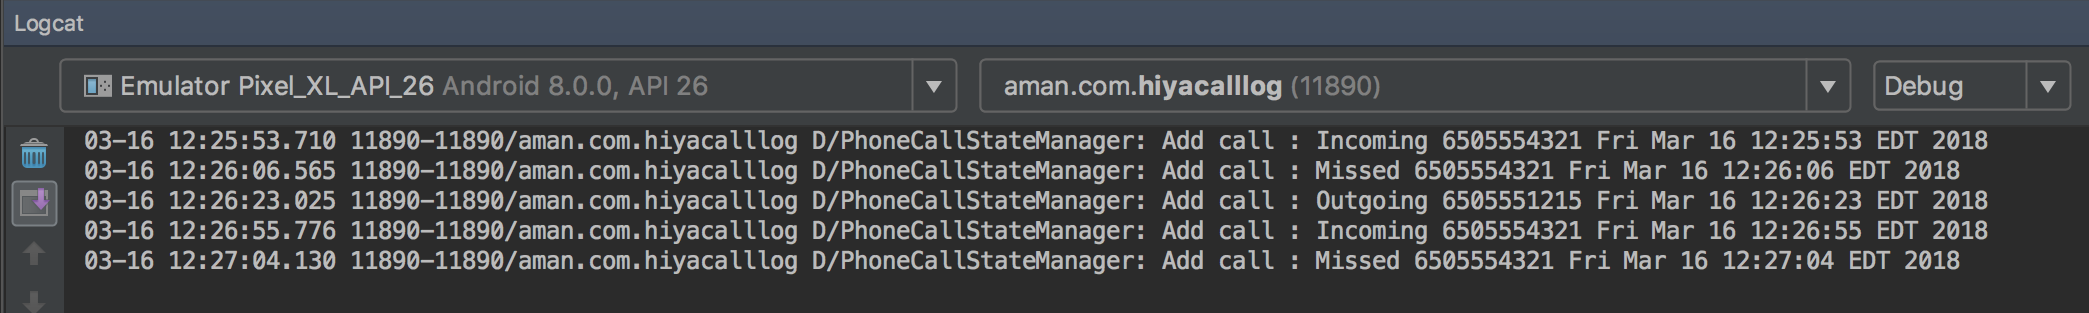 Logcat
Emulator Pixel_XL_API_26 Android 8.0.0, API 26 aman.com.hiyacalllog (11890) Debug
03-16 12:25:53.710 11890-11890/aman.com.hiyacalllog D/PhoneCallStateManager: Add call : Incoming 6505554321 Fri Mar 16 12:25:53 EDT 2018
03-16 12:26:06.565 11890-11890/aman.com.hiyacalllog D/PhoneCallStateManager: Add call : Missed 6505554321 Fri Mar 16 12:26:06 EDT 2018
03-16 12:26:23.025 11890-11890/aman.com.hiyacalllog D/PhoneCallStateManager: Add call : Outgoing 6505551215 Fri Mar 16 12:26:23 EDT 2018
03-16 12:26:55.776 11890-11890/aman.com.hiyacalllog D/PhoneCallStateManager: Add call : Incoming 6505554321 Fri Mar 16 12:26:55 EDT 2018
03-16 12:27:04.130 11890-11890/aman.com.hiyacalllog D/PhoneCallStateManager: Add call : Missed 6505554321 Fri Mar 16 12:27:04 EDT 2018